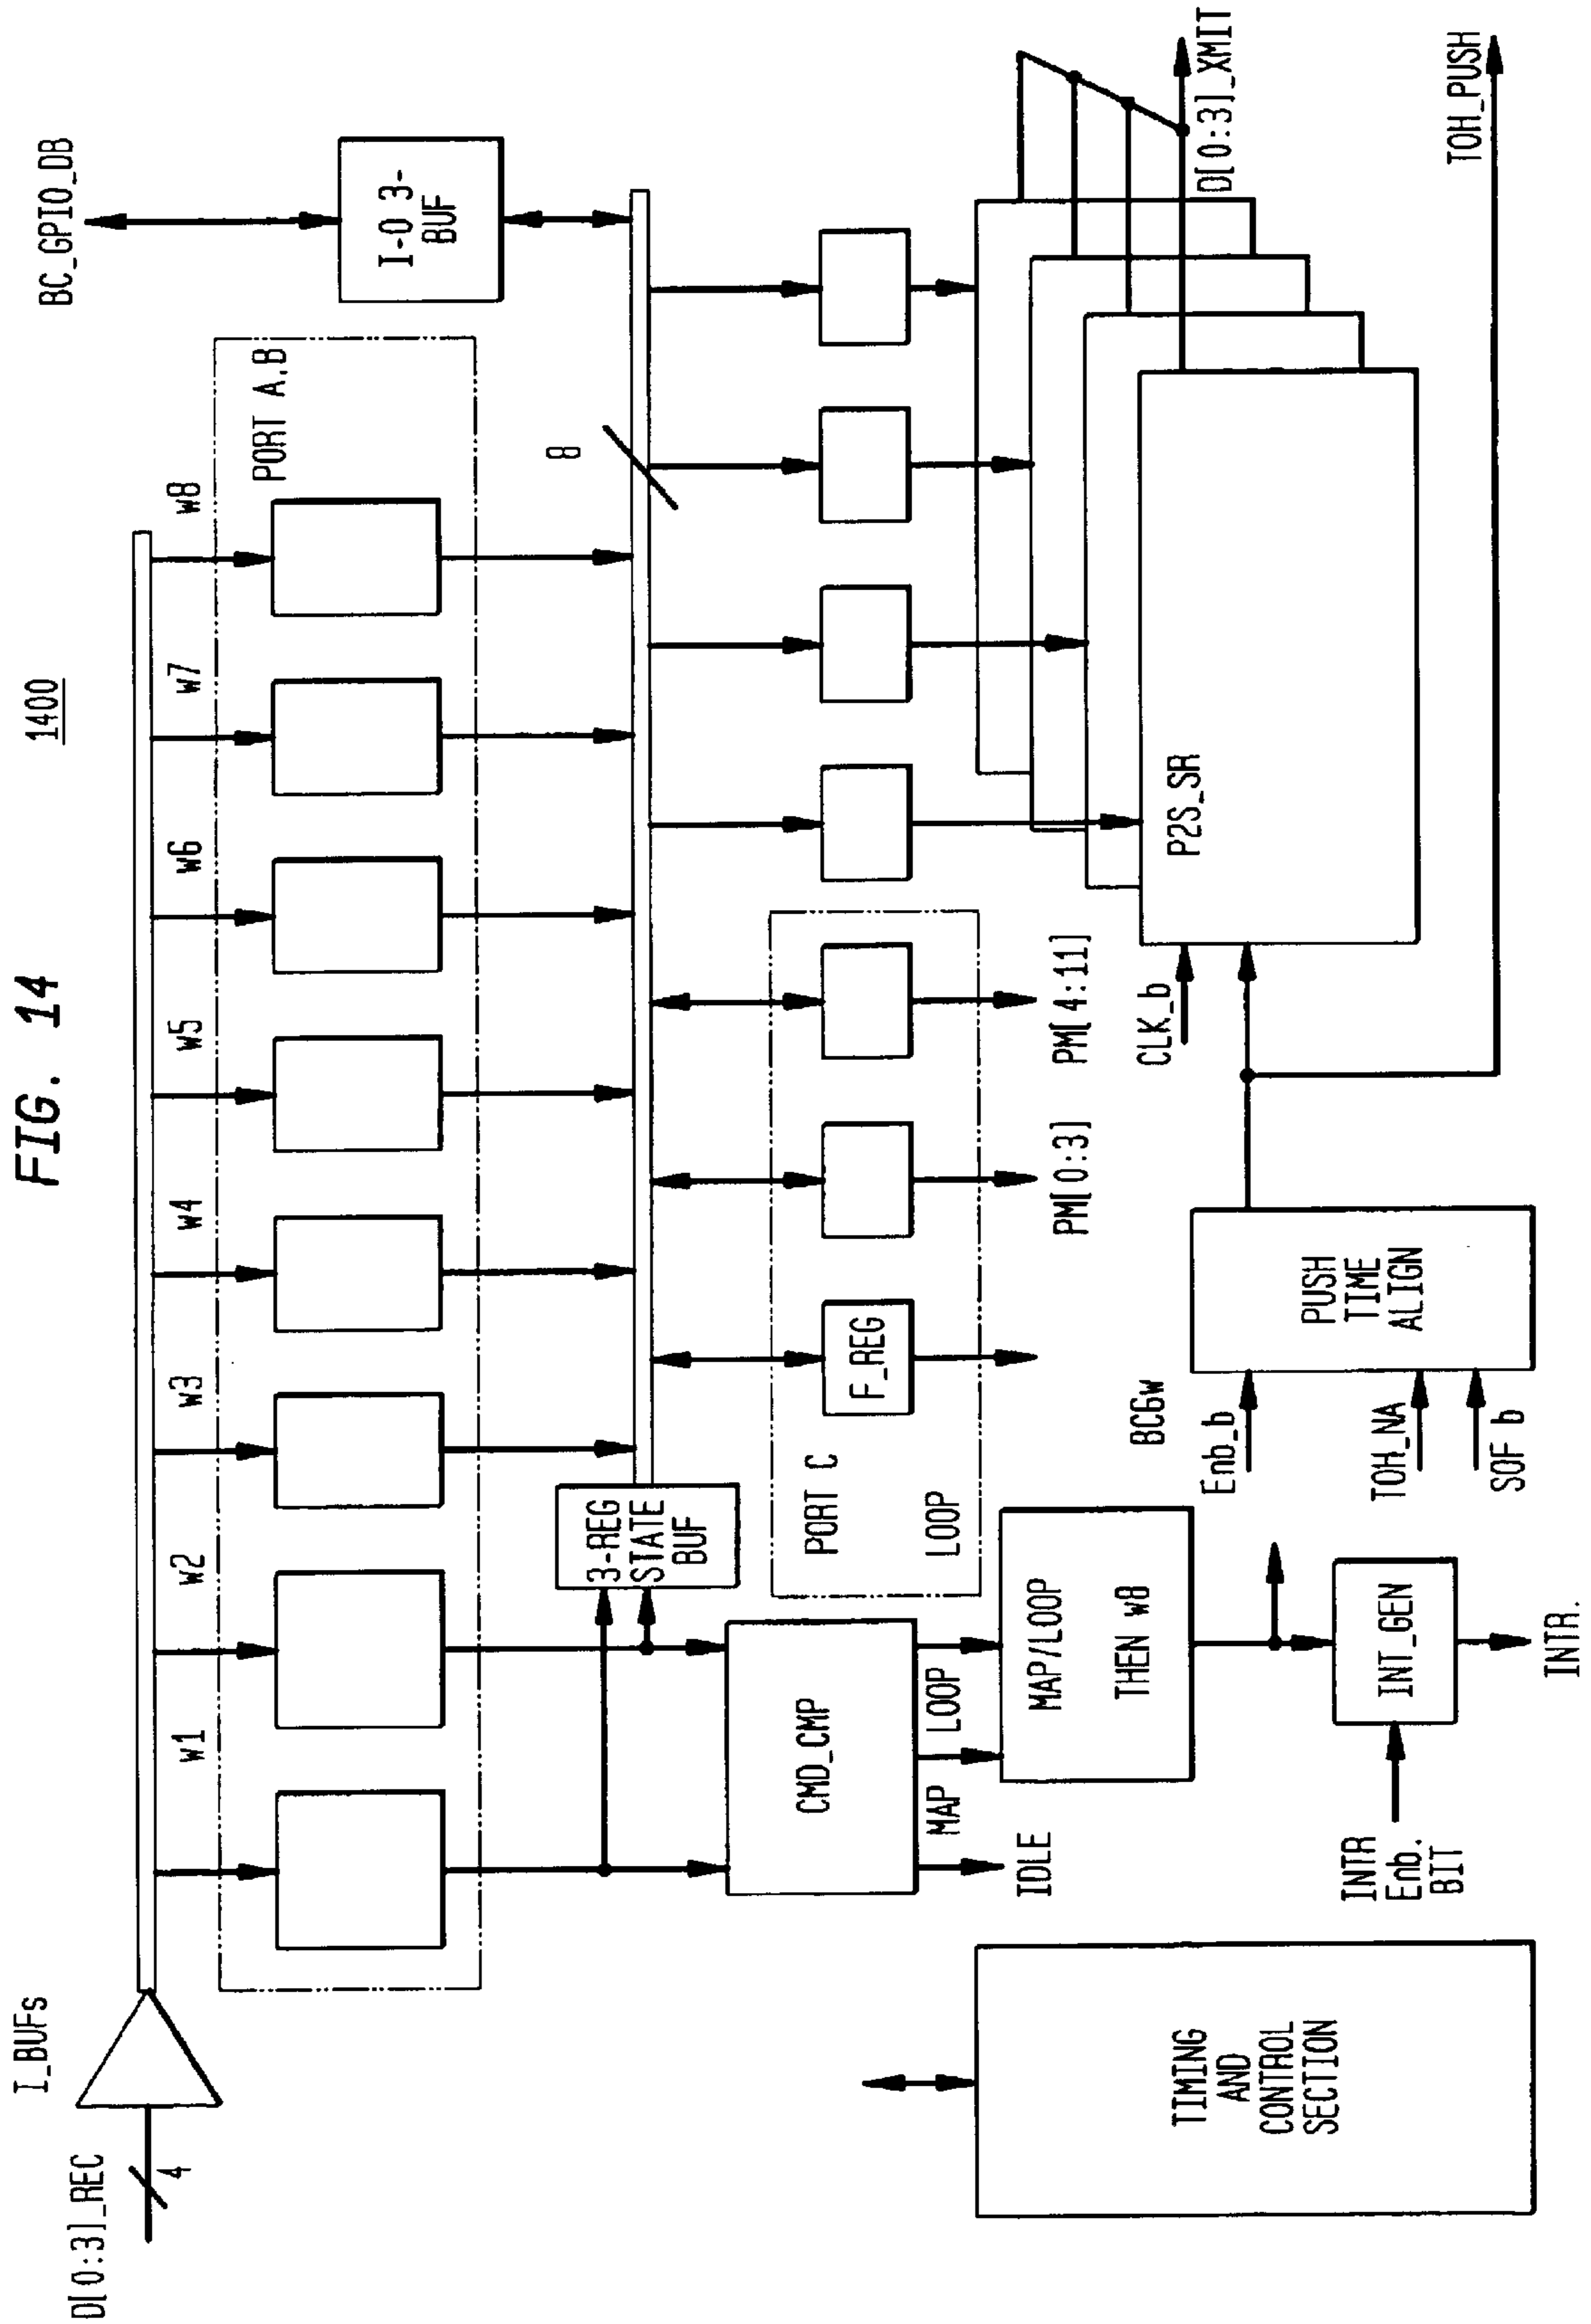 FIG. 14
1400
D[0:3]_REC
4
I_BUFs
w1
w2
w3
w4
w5
w6
w7
w8
PORT A,B
BC_GPIO_DB
I-O 3-
BUF
8
3-REG
STATE
BUF
CMD_CMP
IDLE
MAP
LOOP
MAP/LOOP
THEN w8
INTR
Enb.
BIT
INT_GEN
INTR.
PORT C
LOOP
F_REG
PM[0:3]
PM[4:11]
TIMING
AND
CONTROL
SECTION
BCGw
Enb_b
TOH_NA
SOF b
PUSH
TIME
ALIGN
CLK_b
P2S_SR
D[0:3]_XMIT
TOH_PUSH